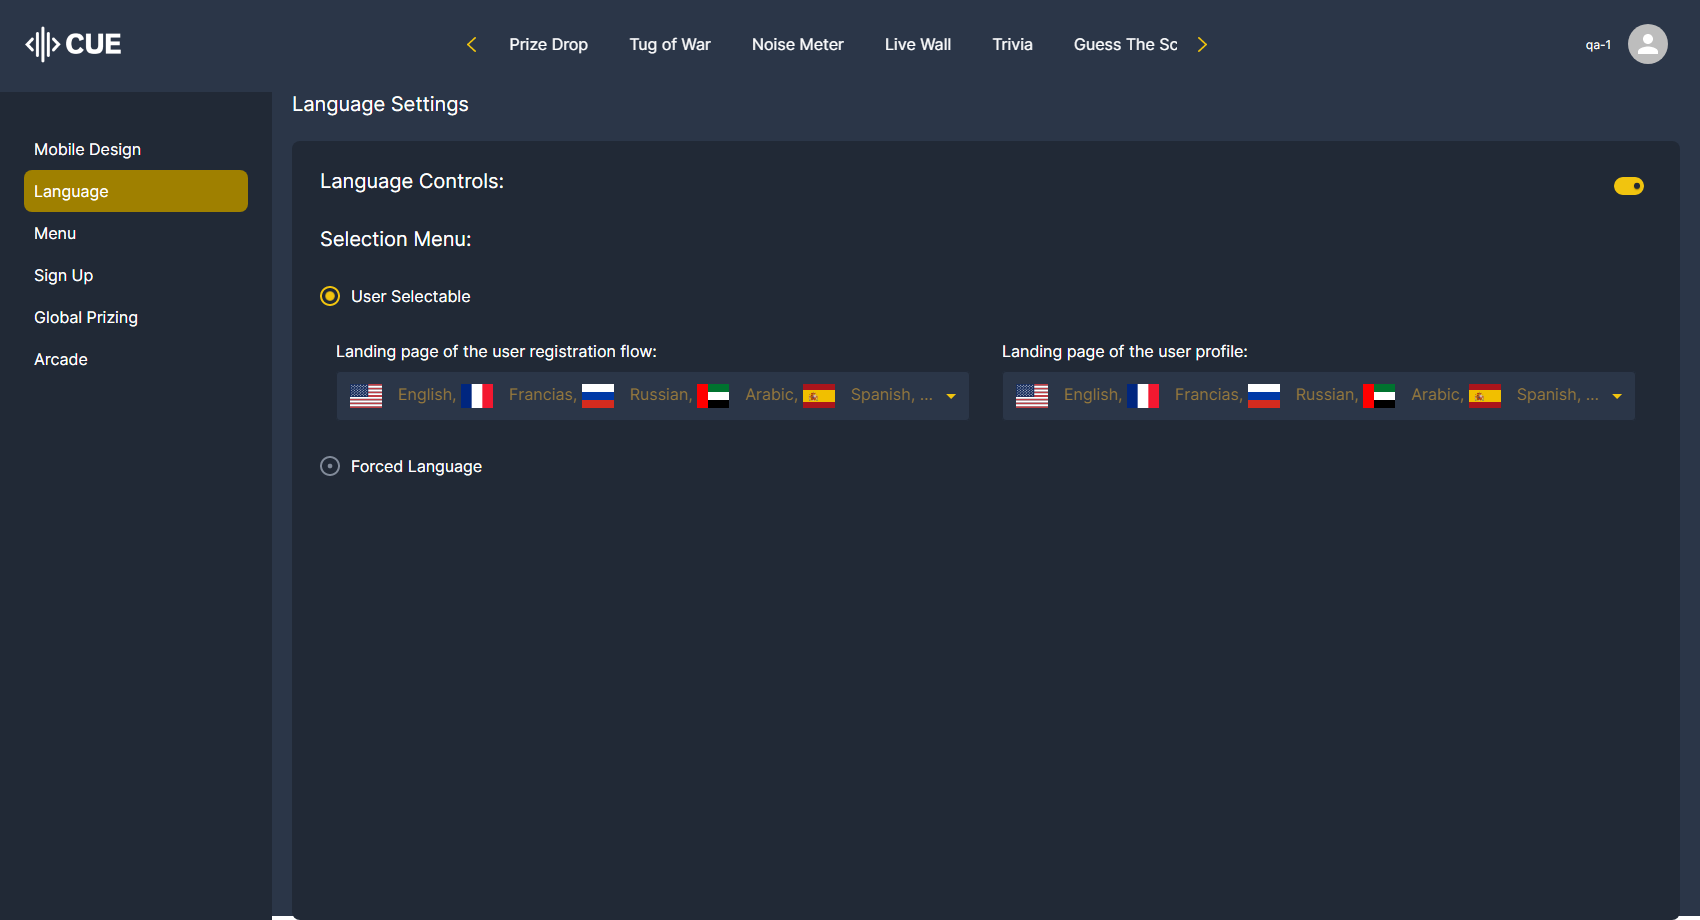 CUE
Prize Drop Tug of War Noise Meter Live Wall Trivia Guess The Sc
qa-1
Language Settings
Mobile Design
Language
Menu
Sign Up
Global Prizing
Arcade
Language Controls:
Selection Menu:
User Selectable
Landing page of the user registration flow:
English, Francias, Russian, Arabic, Spanish, ...
Landing page of the user profile:
English, Francias, Russian, Arabic, Spanish, ...
Forced Language